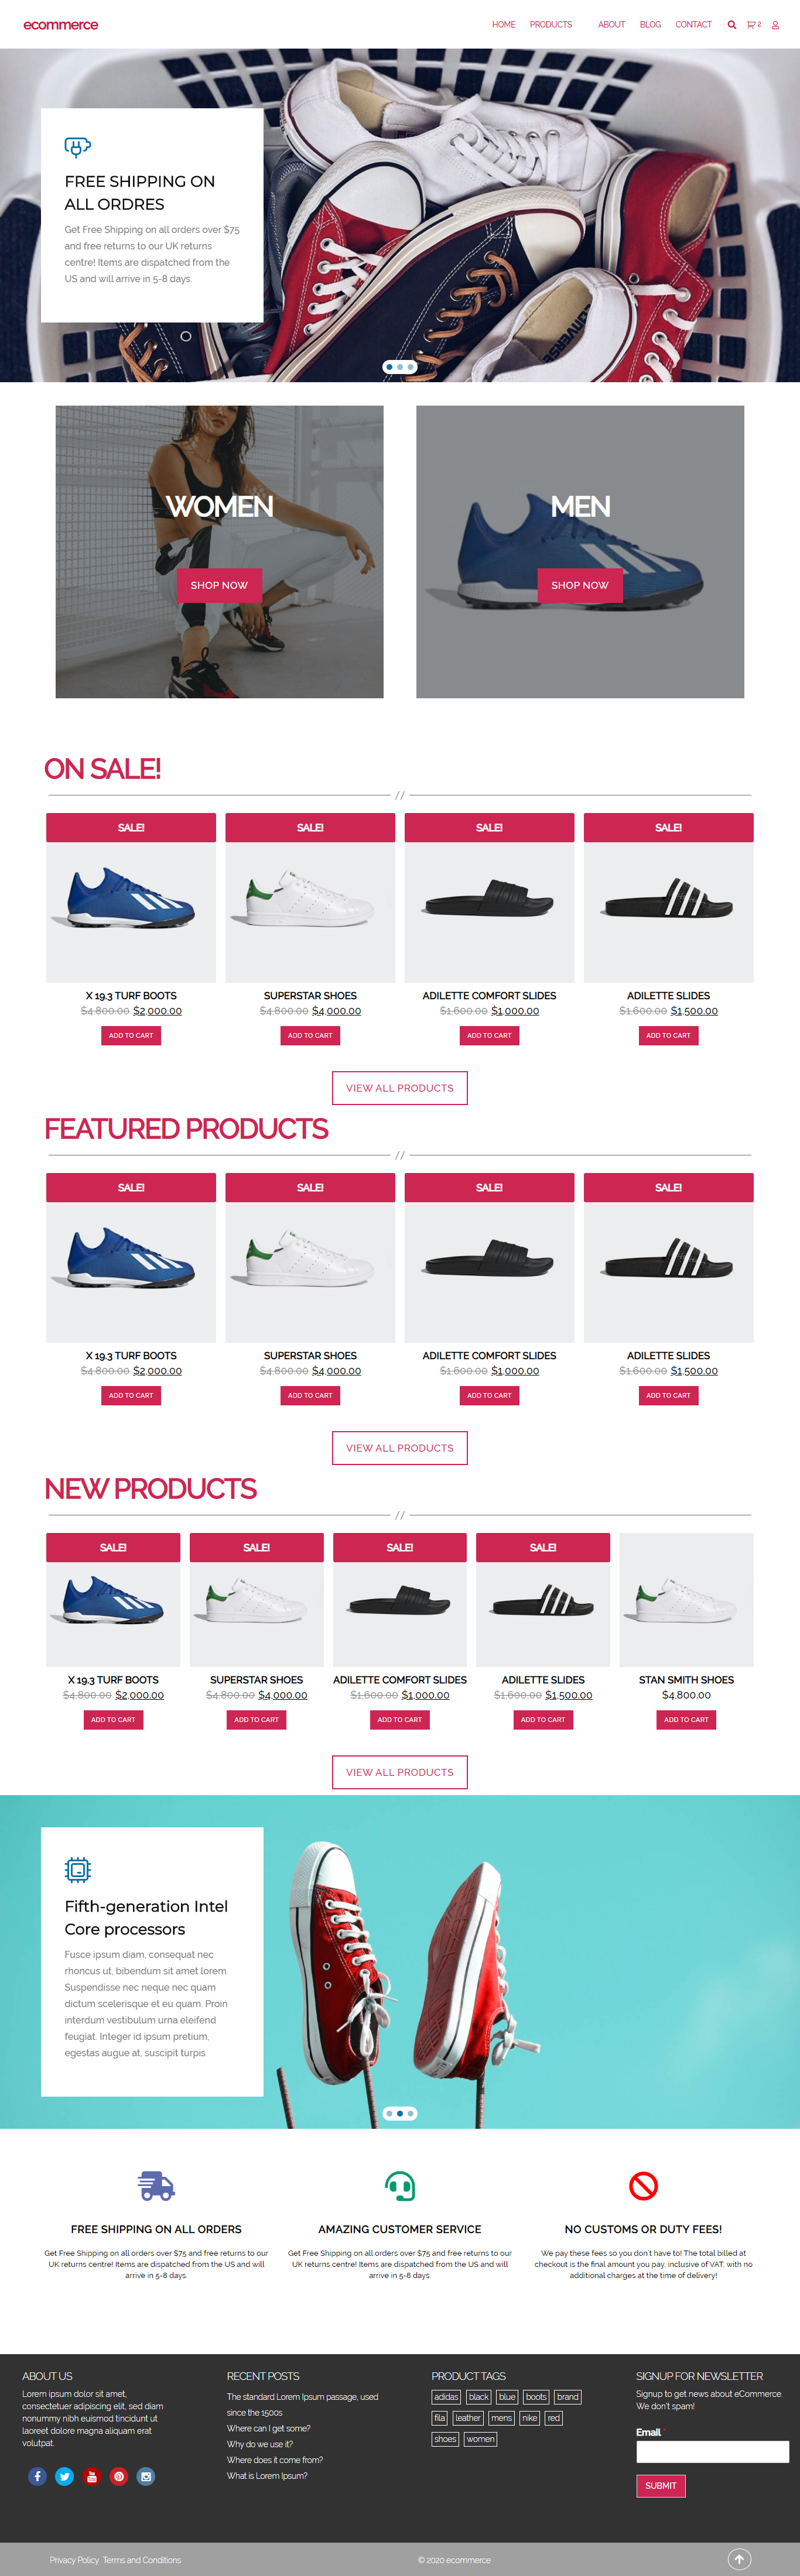 ecommerce
HOME PRODUCTS ABOUT BLOG CONTACT 2
FREE SHIPPING ON
ALL ORDRES
Get Free Shipping on all orders over $75
and free returns to our UK returns
centre! Items are dispatched from the
US and will arrive in 5-8 days.
WOMEN
SHOP NOW
MEN
SHOP NOW
ON SALE!
//
SALE! SALE! SALE! SALE!
X 19.3 TURF BOOTS SUPERSTAR SHOES ADILETTE COMFORT SLIDES ADILETTE SLIDES
$4,800.00 $2,000.00 $4,800.00 $4,000.00 $1,600.00 $1,000.00 $1,600.00 $1,500.00
ADD TO CART ADD TO CART ADD TO CART ADD TO CART
VIEW ALL PRODUCTS
FEATURED PRODUCTS
//
SALE! SALE! SALE! SALE!
X 19.3 TURF BOOTS SUPERSTAR SHOES ADILETTE COMFORT SLIDES ADILETTE SLIDES
$4,800.00 $2,000.00 $4,800.00 $4,000.00 $1,600.00 $1,000.00 $1,600.00 $1,500.00
ADD TO CART ADD TO CART ADD TO CART ADD TO CART
VIEW ALL PRODUCTS
NEW PRODUCTS
//
SALE! SALE! SALE! SALE!
X 19.3 TURF BOOTS SUPERSTAR SHOES ADILETTE COMFORT SLIDES ADILETTE SLIDES STAN SMITH SHOES
$4,800.00 $2,000.00 $4,800.00 $4,000.00 $1,600.00 $1,000.00 $1,600.00 $1,500.00 $4,800.00
ADD TO CART ADD TO CART ADD TO CART ADD TO CART ADD TO CART
VIEW ALL PRODUCTS
Fifth-generation Intel
Core processors
Fusce ipsum diam, consequat nec
rhoncus ut, bibendum sit amet lorem.
Suspendisse nec neque nec quam
dictum scelerisque et eu quam. Proin
interdum vestibulum urna eleifend
feugiat. Integer id ipsum pretium,
egestas augue at, suscipit turpis.
FREE SHIPPING ON ALL ORDERS
Get Free Shipping on all orders over $75 and free returns to our
UK returns centre! Items are dispatched from the US and will
arrive in 5-8 days.
AMAZING CUSTOMER SERVICE
Get Free Shipping on all orders over $75 and free returns to our
UK returns centre! Items are dispatched from the US and will
arrive in 5-8 days.
NO CUSTOMS OR DUTY FEES!
We pay these fees so you don't have to! The total billed at
checkout is the final amount you pay, inclusive of VAT, with no
additional charges at the time of delivery!
ABOUT US
Lorem ipsum dolor sit amet,
consectetuer adipiscing elit, sed diam
nonummy nibh euismod tincidunt ut
laoreet dolore magna aliquam erat
volutpat.
You Tube
RECENT POSTS
The standard Lorem Ipsum passage, used
since the 1500s
Where can I get some?
Why do we use it?
Where does it come from?
What is Lorem Ipsum?
PRODUCT TAGS
adidas black blue boots brand
fila leather mens nike red
shoes women
SIGNUP FOR NEWSLETTER
Signup to get news about eCommerce.
We don't spam!
Email *
SUBMIT
Privacy Policy Terms and Conditions
© 2020 ecommerce